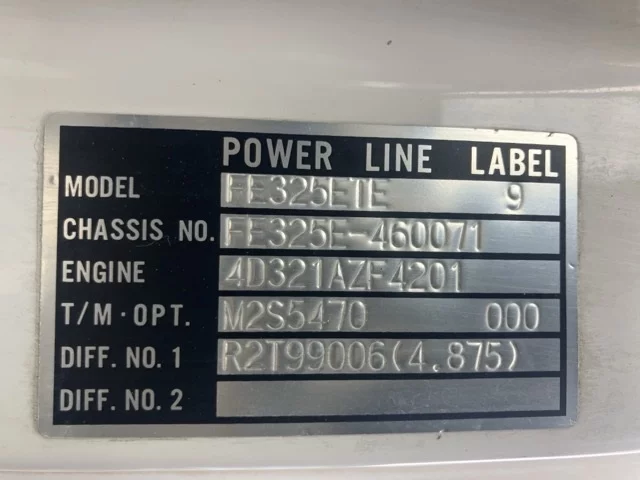 POWER LINE LABEL
MODEL FE325ETE 9
CHASSIS NO. FE325E-460071
ENGINE 4D321AZF4201
T/M·OPT. M2S5470 000
DIFF. NO. 1 R2T99006(4.875)
DIFF. NO. 2